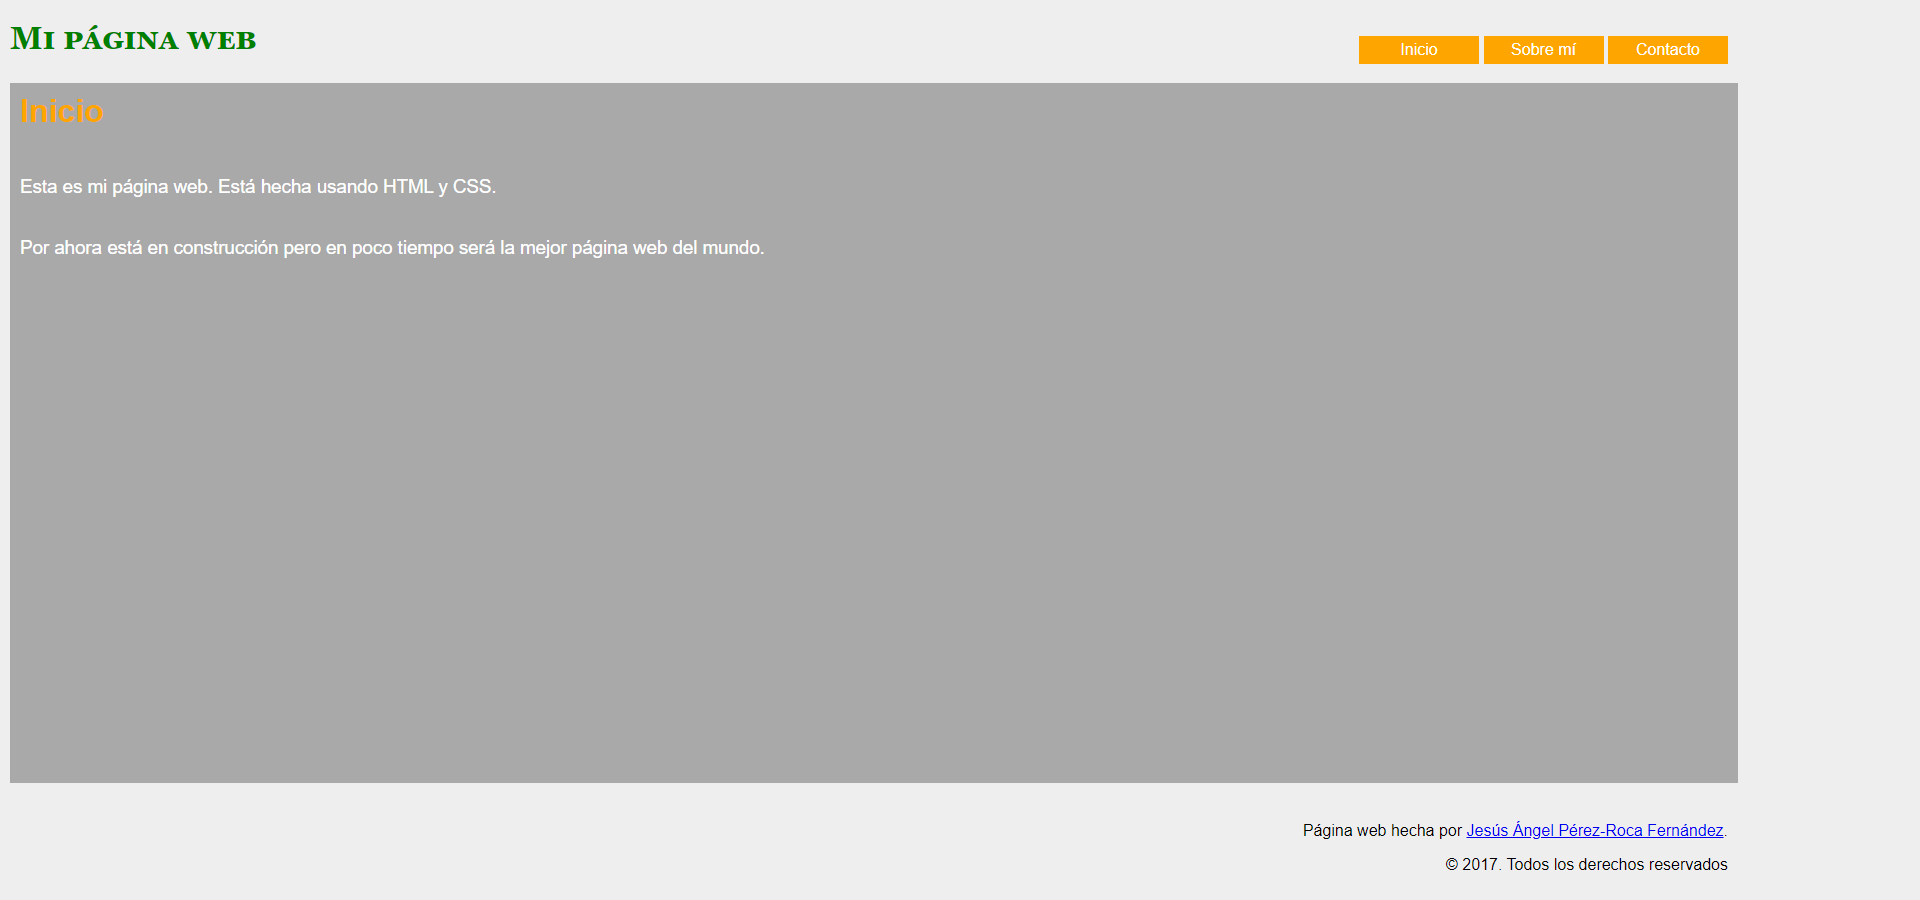 Mi página web
Inicio
Sobre mí
Contacto
Inicio
Esta es mi página web. Está hecha usando HTML y CSS.
Por ahora está en construcción pero en poco tiempo será la mejor página web del mundo.
Página web hecha por Jesús Ángel Pérez-Roca Fernández.
© 2017. Todos los derechos reservados